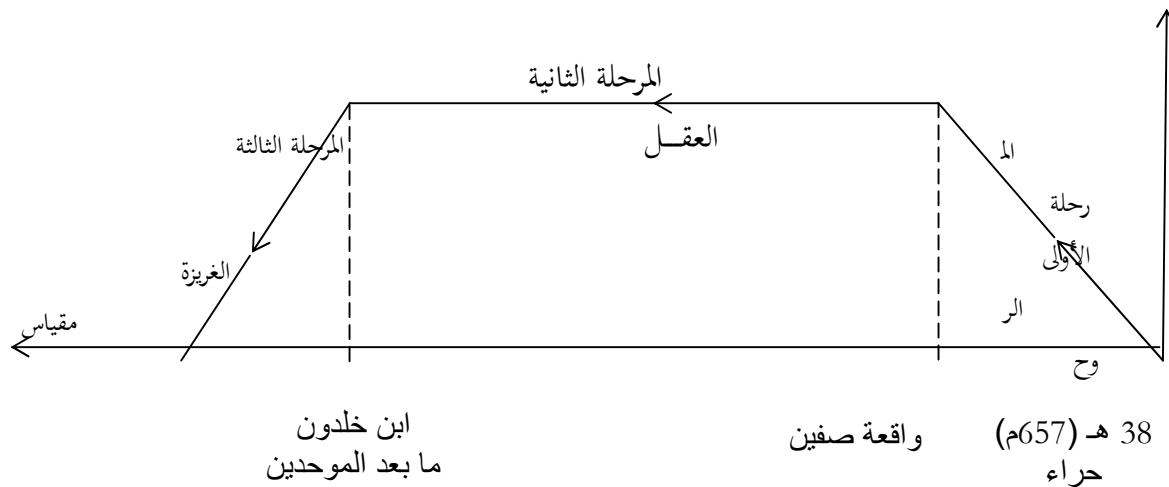 المرحلة الثانية
العقــل
الم
رحلة
الأولى
الر
وح
المرحلة الثالثة
الغريزة
مقياس
38 هـ (657م)
حراء
واقعة صفين
ابن خلدون
ما بعد الموحدين